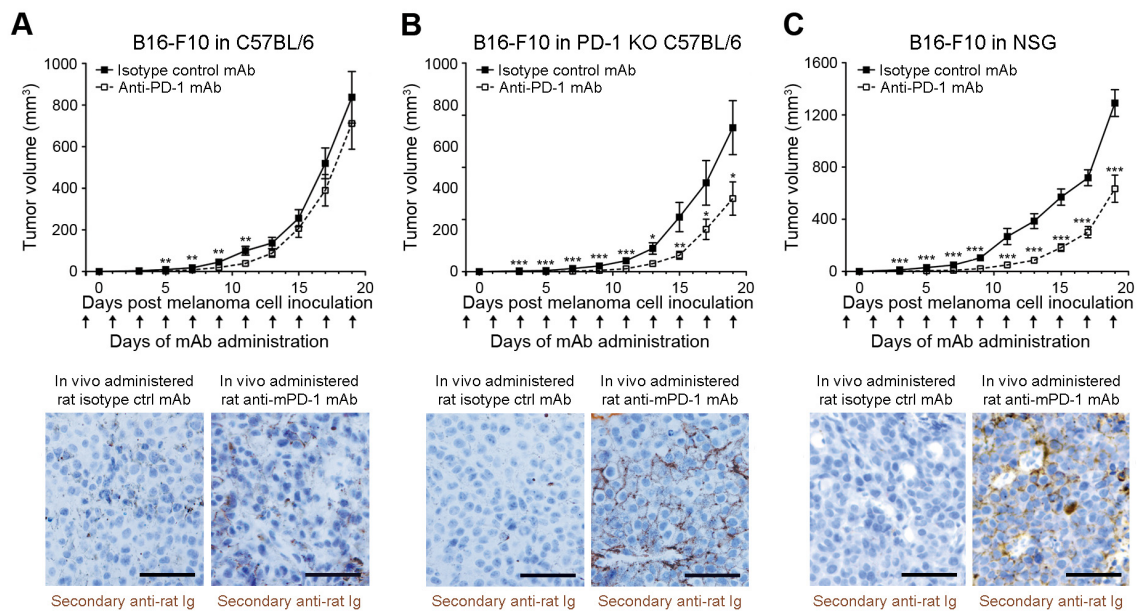 A
B16-F10 in C57BL/6
Isotype control mAb
Anti-PD-1 mAb
Tumor volume (mm³)
1000
800
600
400
200
0
** ** ** **
0 5 10 15 20
Days post melanoma cell inoculation
Days of mAb administration
In vivo administered
rat isotype ctrl mAb
In vivo administered
rat anti-mPD-1 mAb
Secondary anti-rat Ig
Secondary anti-rat Ig
B
B16-F10 in PD-1 KO C57BL/6
Isotype control mAb
Anti-PD-1 mAb
Tumor volume (mm³)
1000
800
600
400
200
0
*** *** *** *** *** * ** * *
0 5 10 15 20
Days post melanoma cell inoculation
Days of mAb administration
In vivo administered
rat isotype ctrl mAb
In vivo administered
rat anti-mPD-1 mAb
Secondary anti-rat Ig
Secondary anti-rat Ig
C
B16-F10 in NSG
Isotype control mAb
Anti-PD-1 mAb
Tumor volume (mm³)
1600
1200
800
400
0
*** *** *** *** *** *** *** *** ***
0 5 10 15 20
Days post melanoma cell inoculation
Days of mAb administration
In vivo administered
rat isotype ctrl mAb
In vivo administered
rat anti-mPD-1 mAb
Secondary anti-rat Ig
Secondary anti-rat Ig